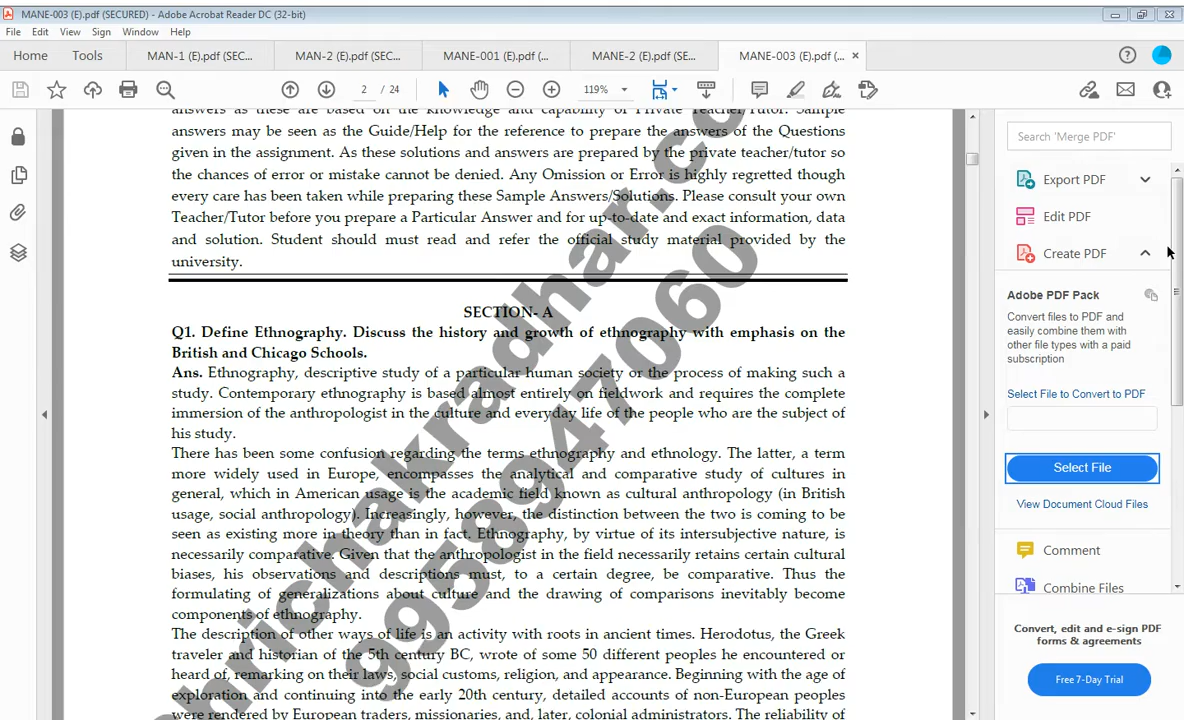 MANE-003 (E).pdf (SECURED) - Adobe Acrobat Reader DC (32-bit)
File Edit View Sign Window Help
Home Tools MAN-1 (E).pdf (SEC... MAN-2 (E).pdf (SEC... MANE-001 (E).pdf (... MANE-2 (E).pdf (SE... MANE-003 (E).pdf (... ×
2 / 24 119%
answers as these are based on the knowledge and capability of Private Teacher/Tutor. Sample
answers may be seen as the Guide/Help for the reference to prepare the answers of the Questions
given in the assignment. As these solutions and answers are prepared by the private teacher/tutor so
the chances of error or mistake cannot be denied. Any Omission or Error is highly regretted though
every care has been taken while preparing these Sample Answers/Solutions. Please consult your own
Teacher/Tutor before you prepare a Particular Answer and for up-to-date and exact information, data
and solution. Student should must read and refer the official study material provided by the
university.
SECTION- A
Q1. Define Ethnography. Discuss the history and growth of ethnography with emphasis on the
British and Chicago Schools.
Ans. Ethnography, descriptive study of a particular human society or the process of making such a
study. Contemporary ethnography is based almost entirely on fieldwork and requires the complete
immersion of the anthropologist in the culture and everyday life of the people who are the subject of
his study.
There has been some confusion regarding the terms ethnography and ethnology. The latter, a term
more widely used in Europe, encompasses the analytical and comparative study of cultures in
general, which in American usage is the academic field known as cultural anthropology (in British
usage, social anthropology). Increasingly, however, the distinction between the two is coming to be
seen as existing more in theory than in fact. Ethnography, by virtue of its intersubjective nature, is
necessarily comparative. Given that the anthropologist in the field necessarily retains certain cultural
biases, his observations and descriptions must, to a certain degree, be comparative. Thus the
formulating of generalizations about culture and the drawing of comparisons inevitably become
components of ethnography.
The description of other ways of life is an activity with roots in ancient times. Herodotus, the Greek
traveler and historian of the 5th century BC, wrote of some 50 different peoples he encountered or
heard of, remarking on their laws, social customs, religion, and appearance. Beginning with the age of
exploration and continuing into the early 20th century, detailed accounts of non-European peoples
were rendered by European traders, missionaries, and, later, colonial administrators. The reliability of
hrichakradhar.co
9958947060
Search 'Merge PDF'
Export PDF
Edit PDF
Create PDF
Adobe PDF Pack
Convert files to PDF and
easily combine them with
other file types with a paid
subscription
Select File to Convert to PDF
Select File
View Document Cloud Files
Comment
Combine Files
Convert, edit and e-sign PDF
forms & agreements
Free 7-Day Trial